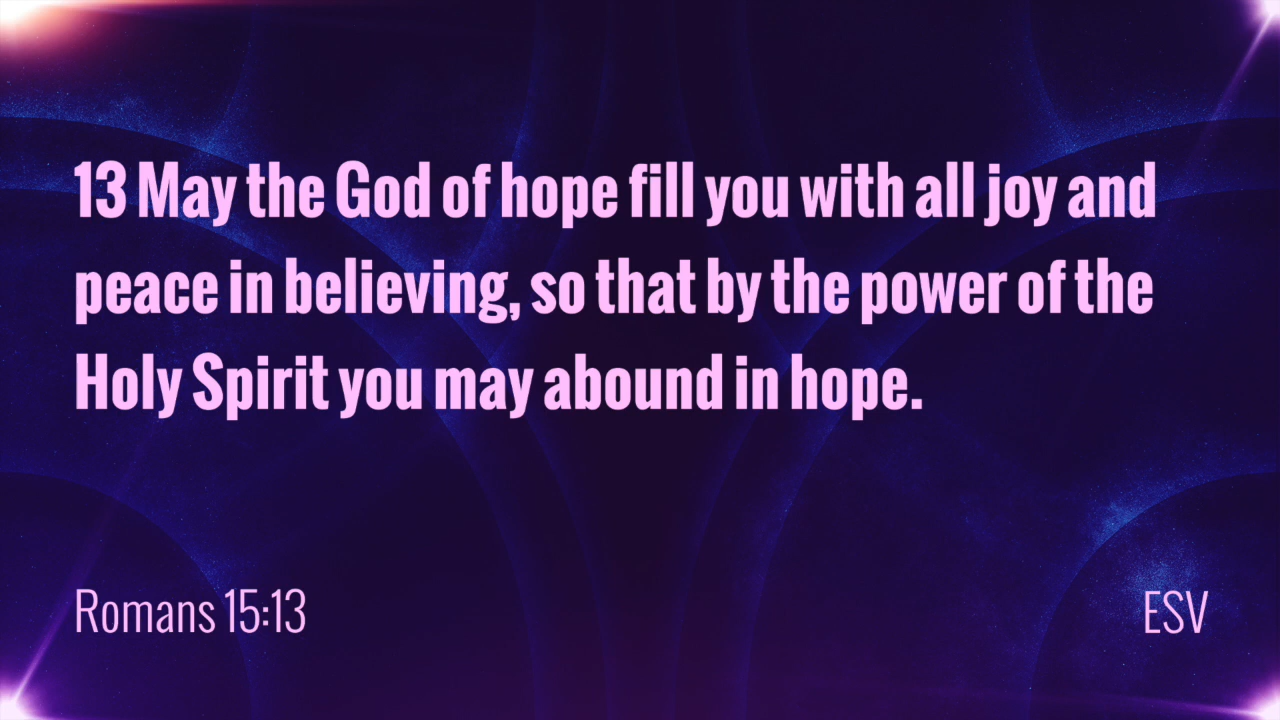 13 May the God of hope fill you with all joy and
peace in believing, so that by the power of the
Holy Spirit you may abound in hope.
Romans 15:13
ESV